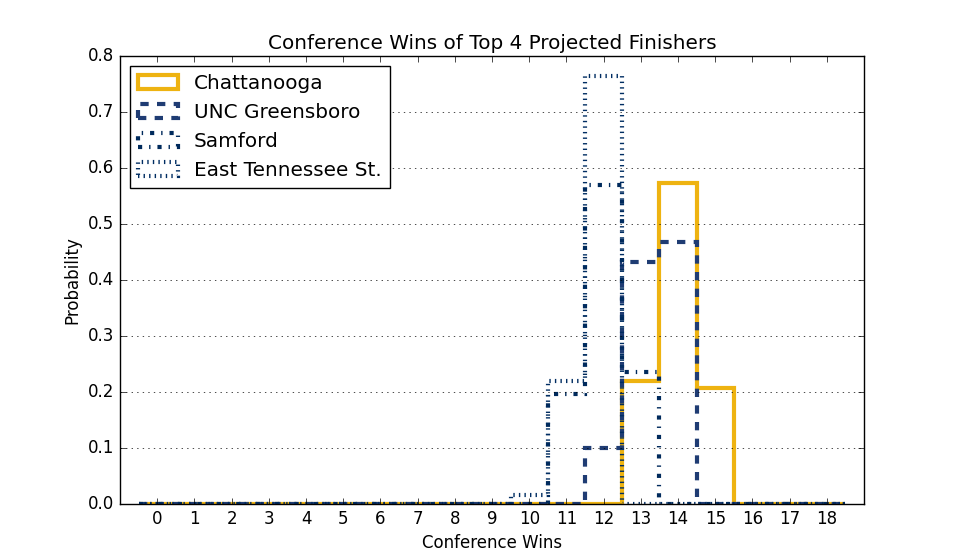 Conference Wins of Top 4 Projected Finishers
0.8
0.7
0.6
0.5
0.4
0.3
0.2
0.1
0.0
Probability
Chattanooga
UNC Greensboro
Samford
East Tennessee St.
0 1 2 3 4 5 6 7 8 9 10 11 12 13 14 15 16 17 18
Conference Wins